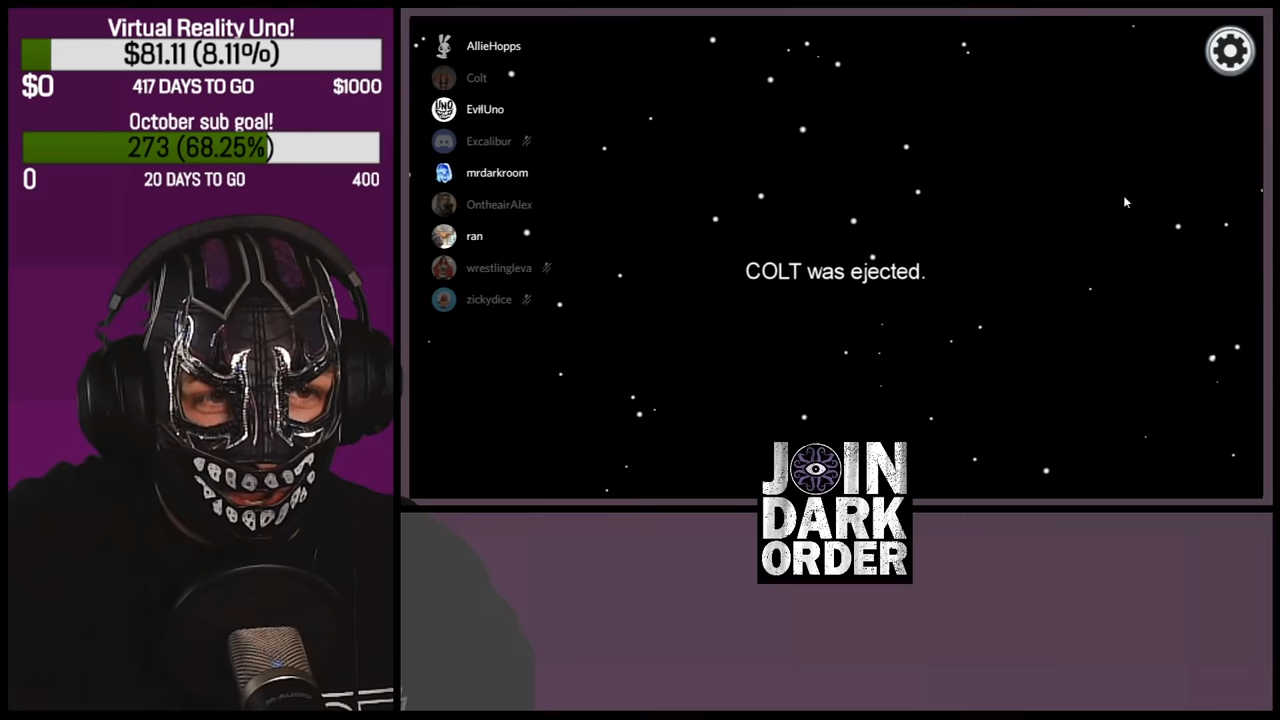 Virtual Reality Uno!
$81.11 (8.11%)
$0 417 DAYS TO GO $1000
October sub goal!
273 (68.25%)
0 20 DAYS TO GO 400
AllieHopps
Colt
EvilUno
Excalibur
mrdarkroom
OntheairAlex
ran
wrestlingleva
zickydice
COLT was ejected.
JOIN
DARK
ORDER
M-AUDIO